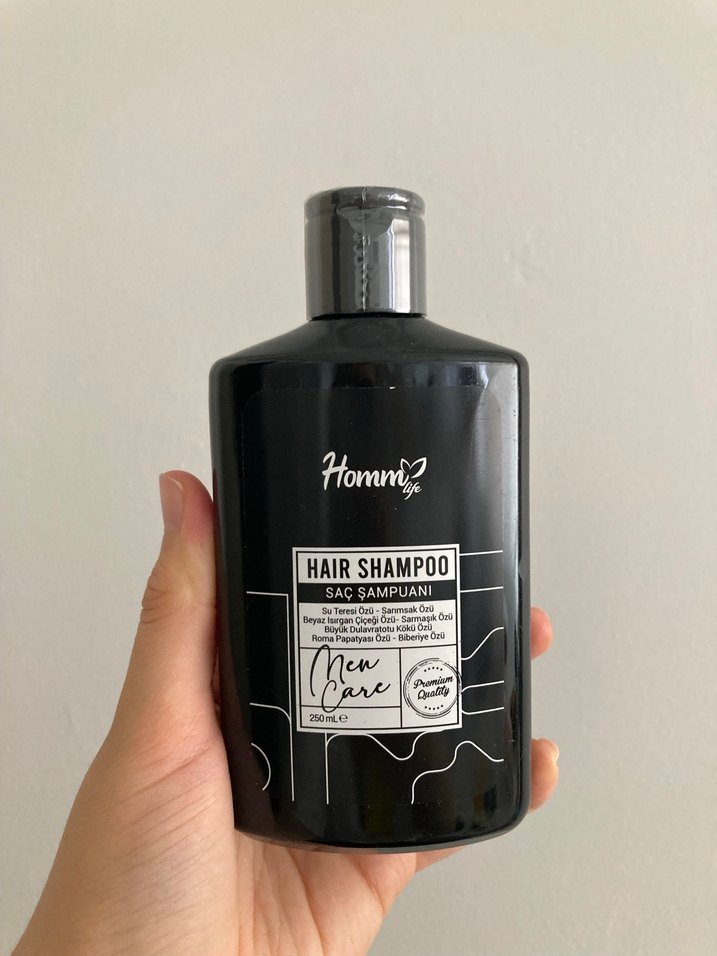 Homm
life
HAIR SHAMPOO
SAÇ ŞAMPUANI
Su Teresi Özü - Sarımsak Özü
Beyaz Isırgan Çiçeği Özü- Sarmaşık Özü
Büyük Dulavratotu Kökü Özü
Roma Papatyası Özü - Biberiye Özü
Men
Care
Premium
Quality
250 mL℮